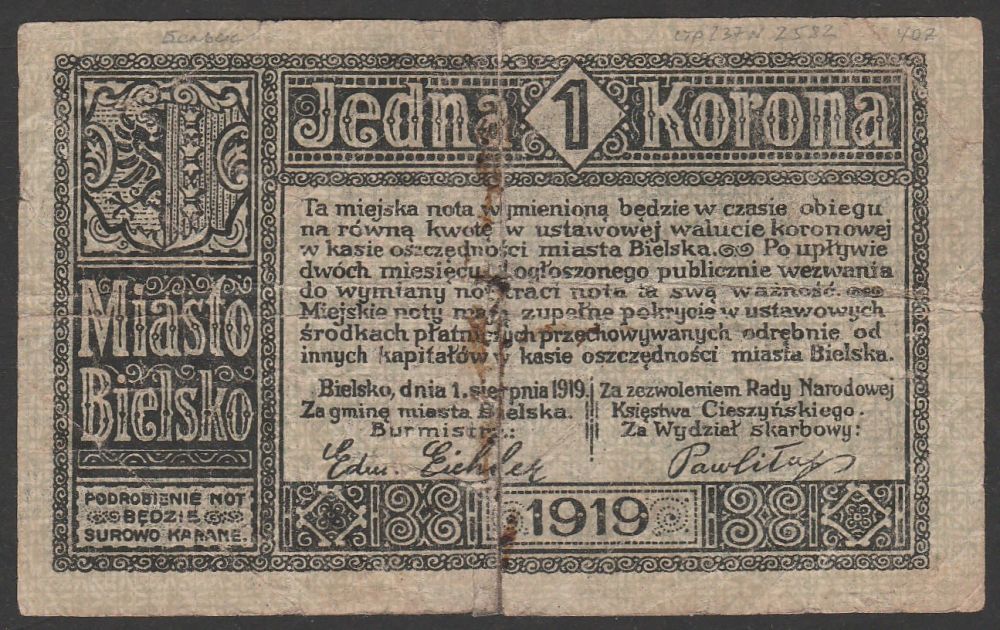 2582
407
Jedna 1 Korona
Ta miejska nota wymienioną będzie w czasie obiegu
na równą kwotę w ustawowej walucie koronowej
w kasie oszczędności miasta Bielska. Po upływie
dwóch miesięcy od ogłoszonego publicznie wezwania
do wymiany not straci nota ta swą ważność.
Miejskie noty mają zupełne pokrycie w ustawowych
środkach płatniczych przechowywanych odrębnie od
innych kapitałów w kasie oszczędności miasta Bielska.
Bielsko, dnia 1. sierpnia 1919.
Za gminę miasta Bielska.
Burmistrz:
Za zezwoleniem Rady Narodowej
Księstwa Cieszyńskiego.
Za Wydział skarbowy:
1919
Miasto
Bielsko
PODROBIENIE NOT
BĘDZIE
SUROWO KARANE.